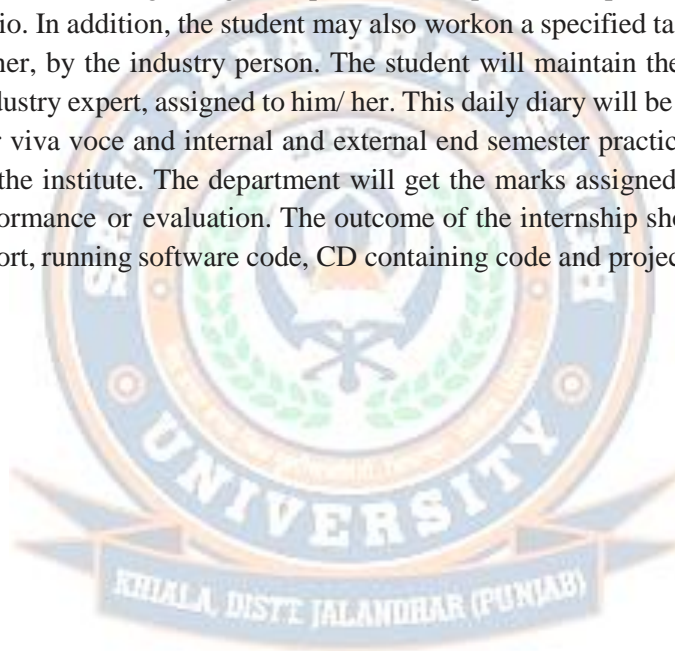 io. In addition, the student may also workon a specified ta
ner, by the industry person. The student will maintain the
dustry expert, assigned to him/ her. This daily diary will be
r viva voce and internal and external end semester practic
the institute. The department will get the marks assigned
ormance or evaluation. The outcome of the internship sho
ort, running software code, CD containing code and projec
UNIVERSITY
KHIALA, DISTT. JALANDHAR (PUNJAB)